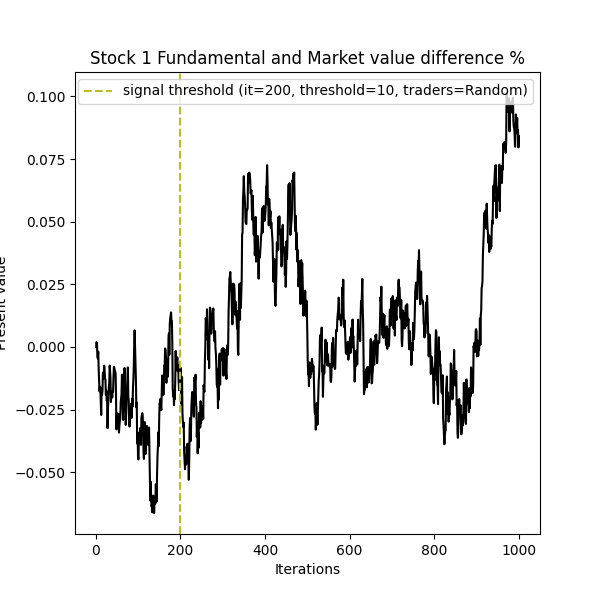 Stock 1 Fundamental and Market value difference %
signal threshold (it=200, threshold=10, traders=Random)
0.100
0.075
0.050
0.025
0.000
−0.025
−0.050
Present value
0 200 400 600 800 1000
Iterations